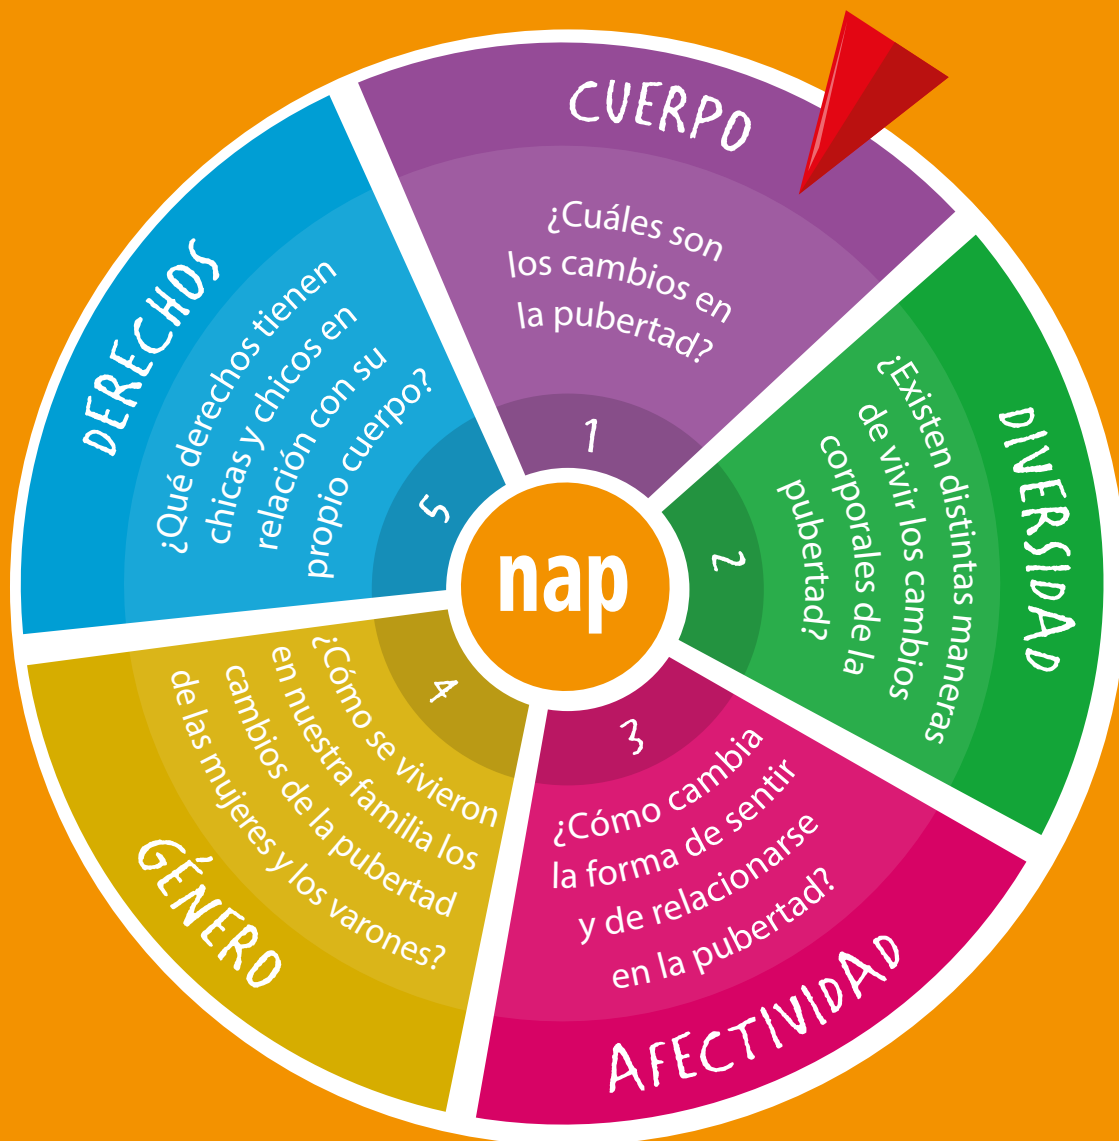 CUERPO
¿Cuáles son
los cambios en
la pubertad?
1
DIVERSIDAD
¿Existen distintas maneras
de vivir los cambios
corporales de la
pubertad?
2
AFECTIVIDAD
¿Cómo cambia
la forma de sentir
y de relacionarse
en la pubertad?
3
GÉNERO
¿Cómo se vivieron
en nuestra familia los
cambios de la pubertad
de las mujeres y los varones?
4
DERECHOS
¿Qué derechos tienen
chicas y chicos en
relación con su
propio cuerpo?
5
nap